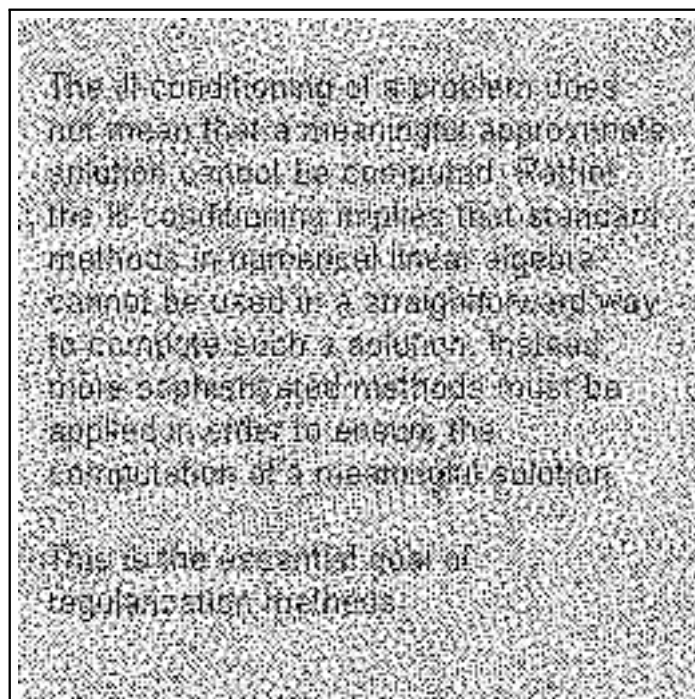 The ill-conditioning of a problem does
not mean that a meaningful approximate
solution cannot be computed. Rather
the ill-conditioning implies that standard
methods in numerical linear algebra
cannot be used in a straightforward way
to compute such a solution. Instead,
more sophisticated methods must be
applied in order to ensure the
computation of a meaningful solution.
This is the essential goal of
regularization methods.